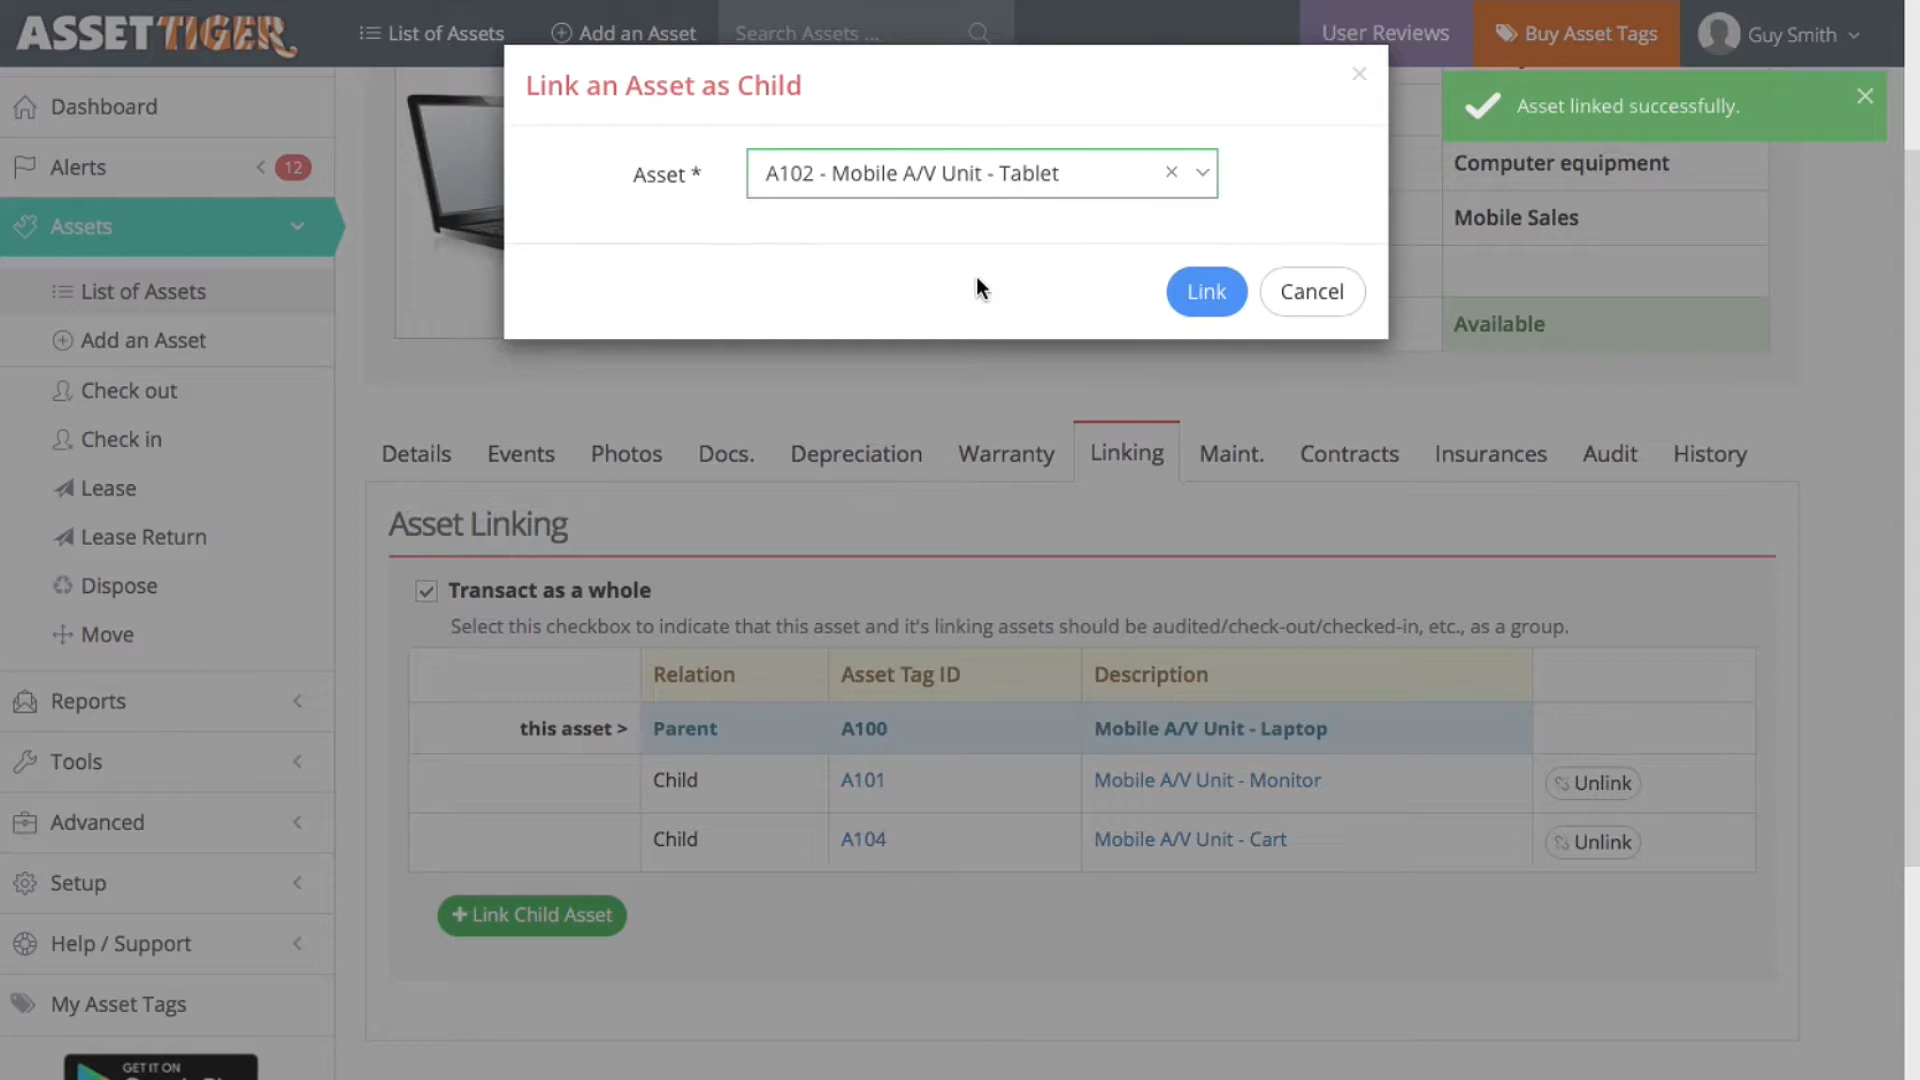 ASSETTIGER
List of Assets
Add an Asset
Search Assets ...
User Reviews
Buy Asset Tags
Guy Smith
Dashboard
Alerts
12
Assets
List of Assets
Add an Asset
Check out
Check in
Lease
Lease Return
Dispose
Move
Reports
Tools
Advanced
Setup
Help / Support
My Asset Tags
GET IT ON
Link an Asset as Child
Asset *
A102 - Mobile A/V Unit - Tablet
Link
Cancel
Asset linked successfully.
Computer equipment
Mobile Sales
Available
Details
Events
Photos
Docs.
Depreciation
Warranty
Linking
Maint.
Contracts
Insurances
Audit
History
Asset Linking
Transact as a whole
Select this checkbox to indicate that this asset and it's linking assets should be audited/check-out/checked-in, etc., as a group.
Relation Asset Tag ID Description
this asset > Parent A100 Mobile A/V Unit - Laptop
Child A101 Mobile A/V Unit - Monitor Unlink
Child A104 Mobile A/V Unit - Cart Unlink
Link Child Asset